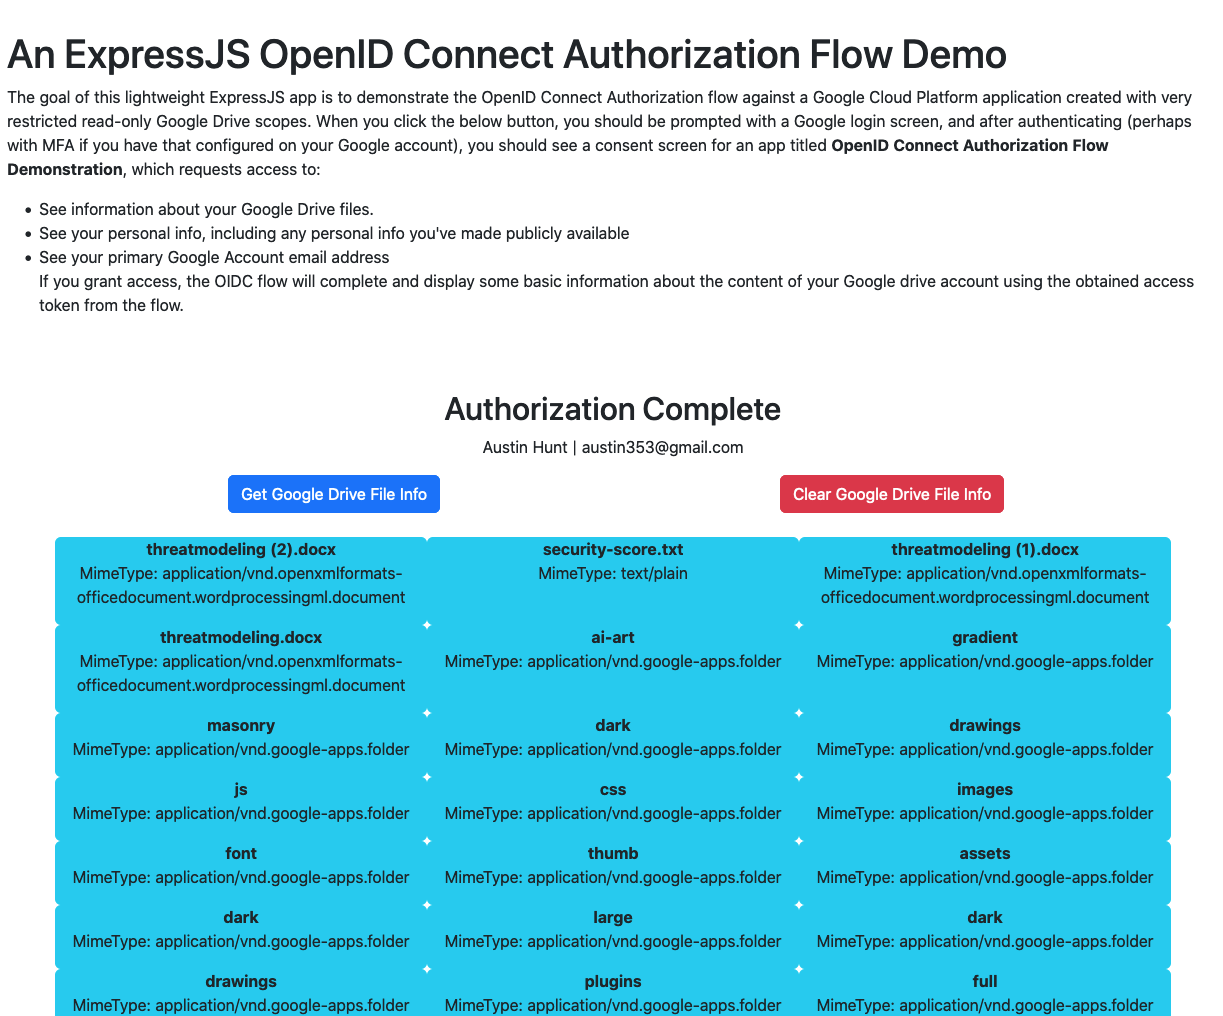 An ExpressJS OpenID Connect Authorization Flow Demo
The goal of this lightweight ExpressJS app is to demonstrate the OpenID Connect Authorization flow against a Google Cloud Platform application created with very
restricted read-only Google Drive scopes. When you click the below button, you should be prompted with a Google login screen, and after authenticating (perhaps
with MFA if you have that configured on your Google account), you should see a consent screen for an app titled OpenID Connect Authorization Flow
Demonstration, which requests access to:
• See information about your Google Drive files.
• See your personal info, including any personal info you've made publicly available
• See your primary Google Account email address
If you grant access, the OIDC flow will complete and display some basic information about the content of your Google drive account using the obtained access
token from the flow.
Authorization Complete
Austin Hunt | austin353@gmail.com
Get Google Drive File Info
Clear Google Drive File Info
threatmodeling (2).docx
MimeType: application/vnd.openxmlformats-
officedocument.wordprocessingml.document
security-score.txt
MimeType: text/plain
threatmodeling (1).docx
MimeType: application/vnd.openxmlformats-
officedocument.wordprocessingml.document
threatmodeling.docx
MimeType: application/vnd.openxmlformats-
officedocument.wordprocessingml.document
ai-art
MimeType: application/vnd.google-apps.folder
gradient
MimeType: application/vnd.google-apps.folder
masonry
MimeType: application/vnd.google-apps.folder
dark
MimeType: application/vnd.google-apps.folder
drawings
MimeType: application/vnd.google-apps.folder
js
MimeType: application/vnd.google-apps.folder
css
MimeType: application/vnd.google-apps.folder
images
MimeType: application/vnd.google-apps.folder
font
MimeType: application/vnd.google-apps.folder
thumb
MimeType: application/vnd.google-apps.folder
assets
MimeType: application/vnd.google-apps.folder
dark
MimeType: application/vnd.google-apps.folder
large
MimeType: application/vnd.google-apps.folder
dark
MimeType: application/vnd.google-apps.folder
drawings
MimeType: application/vnd.google-apps.folder
plugins
MimeType: application/vnd.google-apps.folder
full
MimeType: application/vnd.google-apps.folder